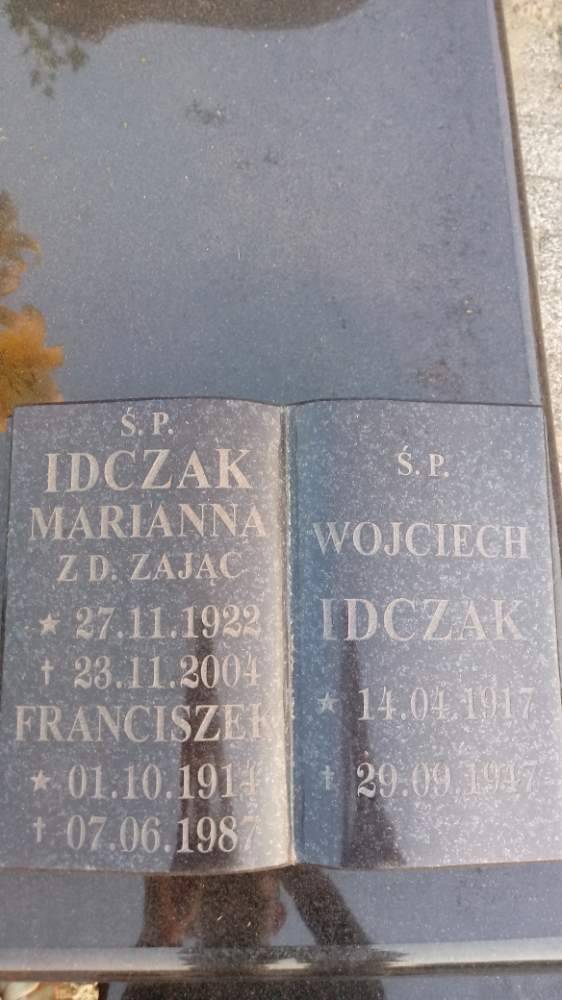 Ś. P.
IDCZAK
MARIANNA
Z D. ZAJĄC
★ 27.11.1922
† 23.11.2004
FRANCISZEK
★ 01.10.1914
† 07.06.1987
Ś. P.
WOJCIECH
IDCZAK
★ 14.04.1917
† 29.09.1947